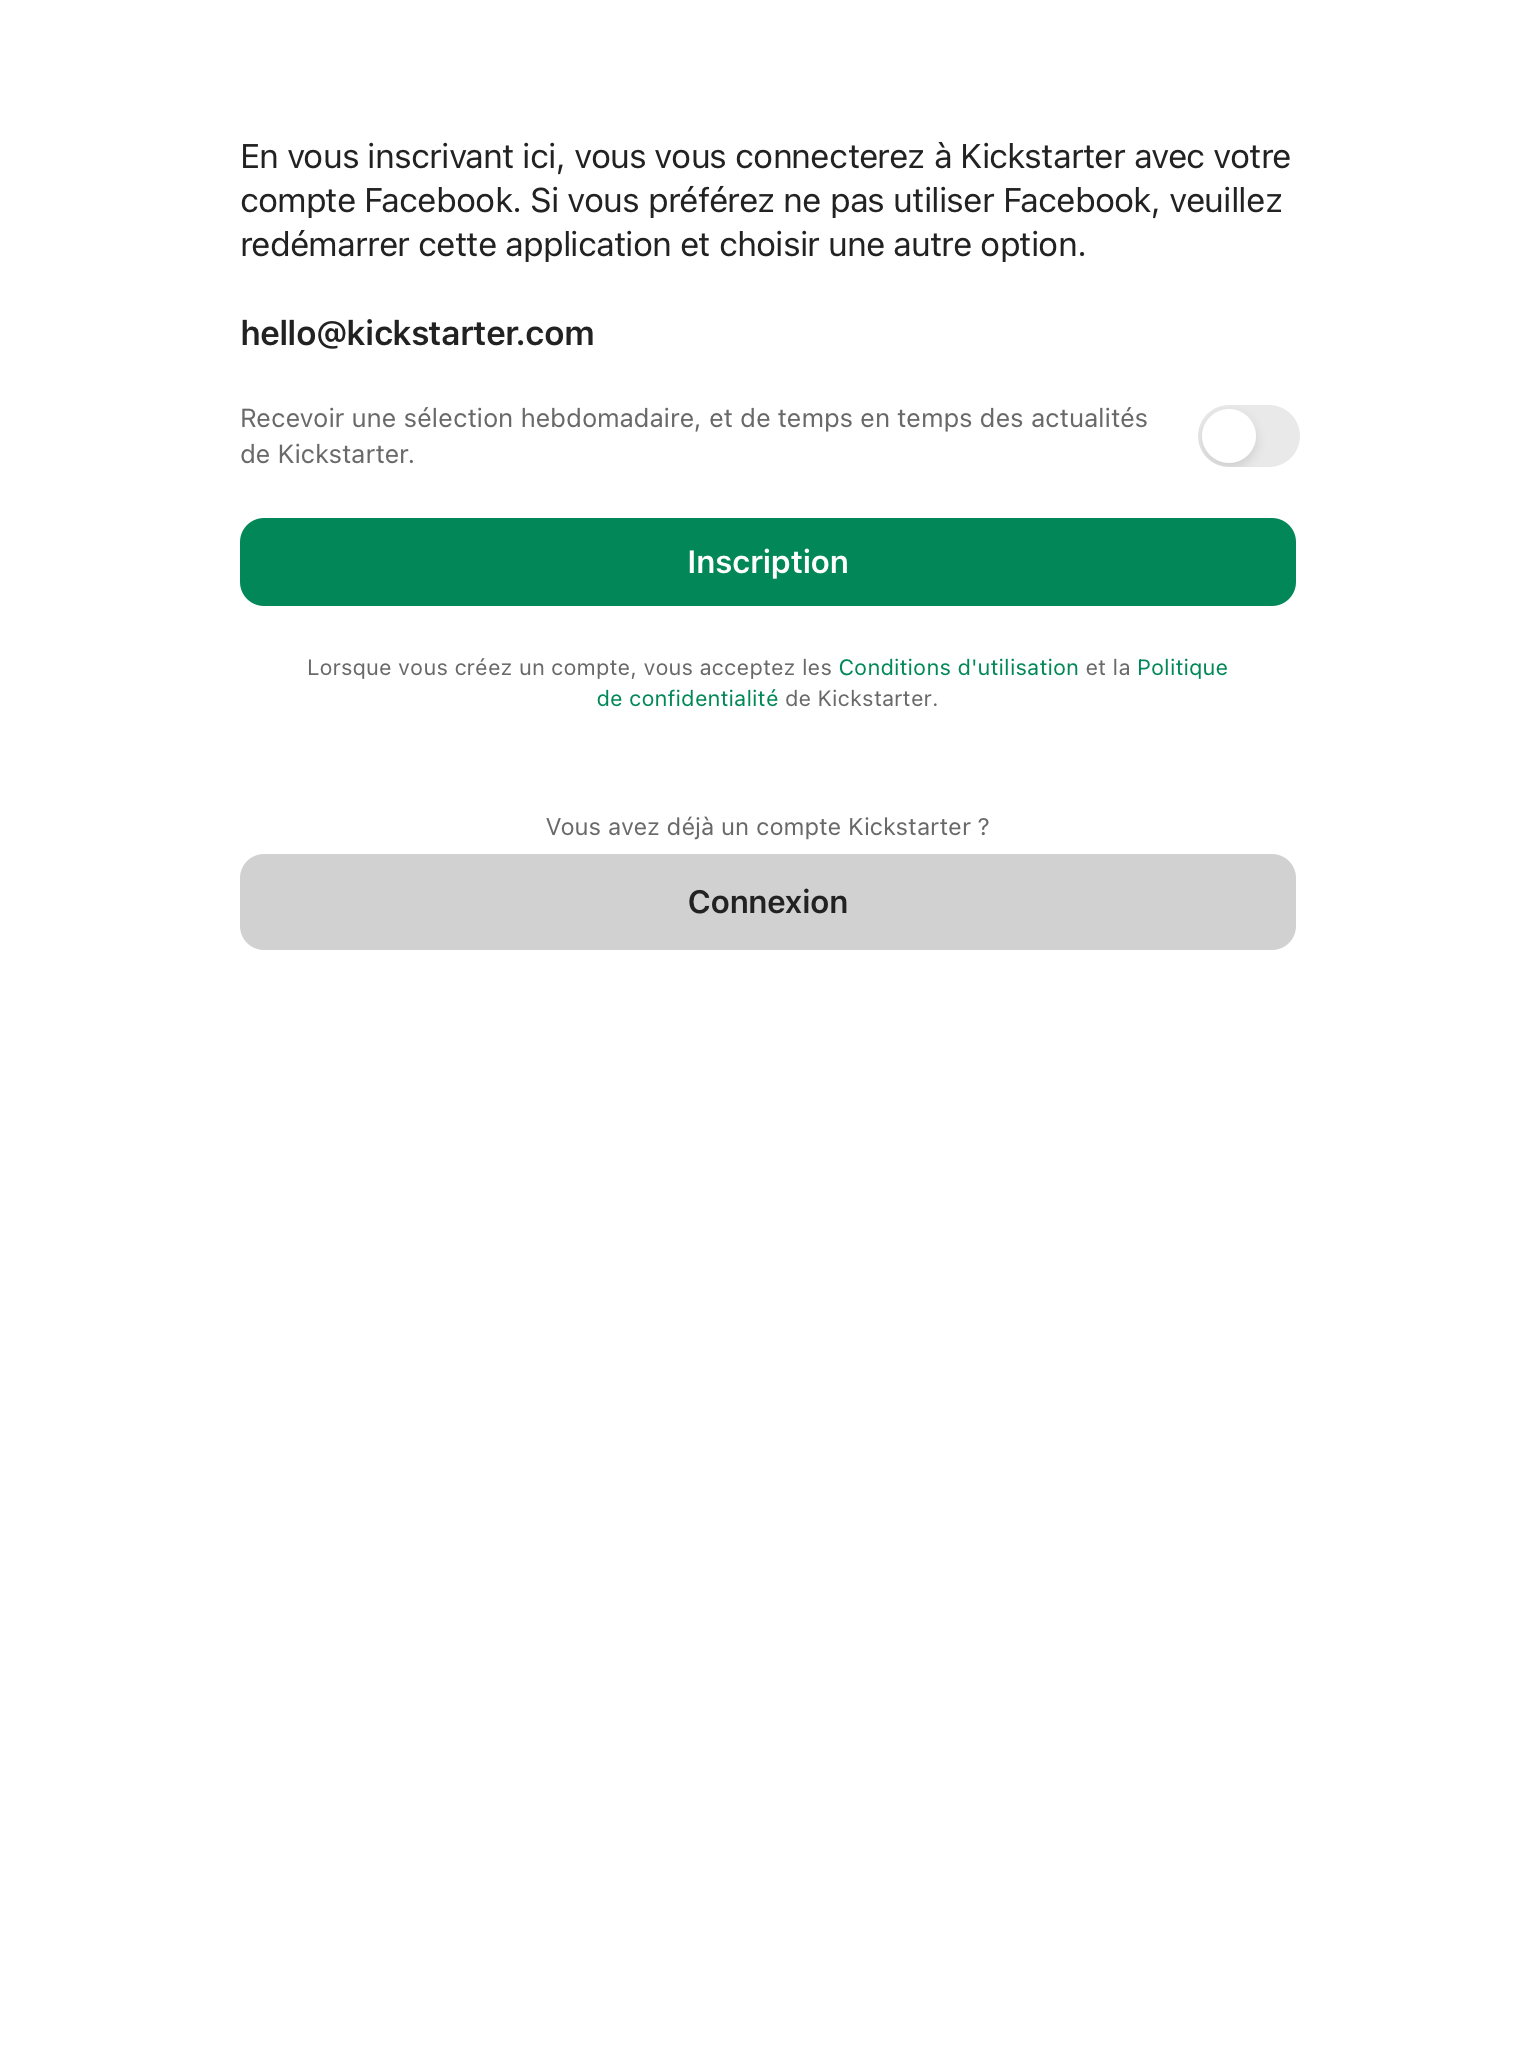 En vous inscrivant ici, vous vous connecterez à Kickstarter avec votre
compte Facebook. Si vous préférez ne pas utiliser Facebook, veuillez
redémarrer cette application et choisir une autre option.
hello@kickstarter.com
Recevoir une sélection hebdomadaire, et de temps en temps des actualités
de Kickstarter.
Inscription
Lorsque vous créez un compte, vous acceptez les Conditions d'utilisation et la Politique
de confidentialité de Kickstarter.
Vous avez déjà un compte Kickstarter ?
Connexion